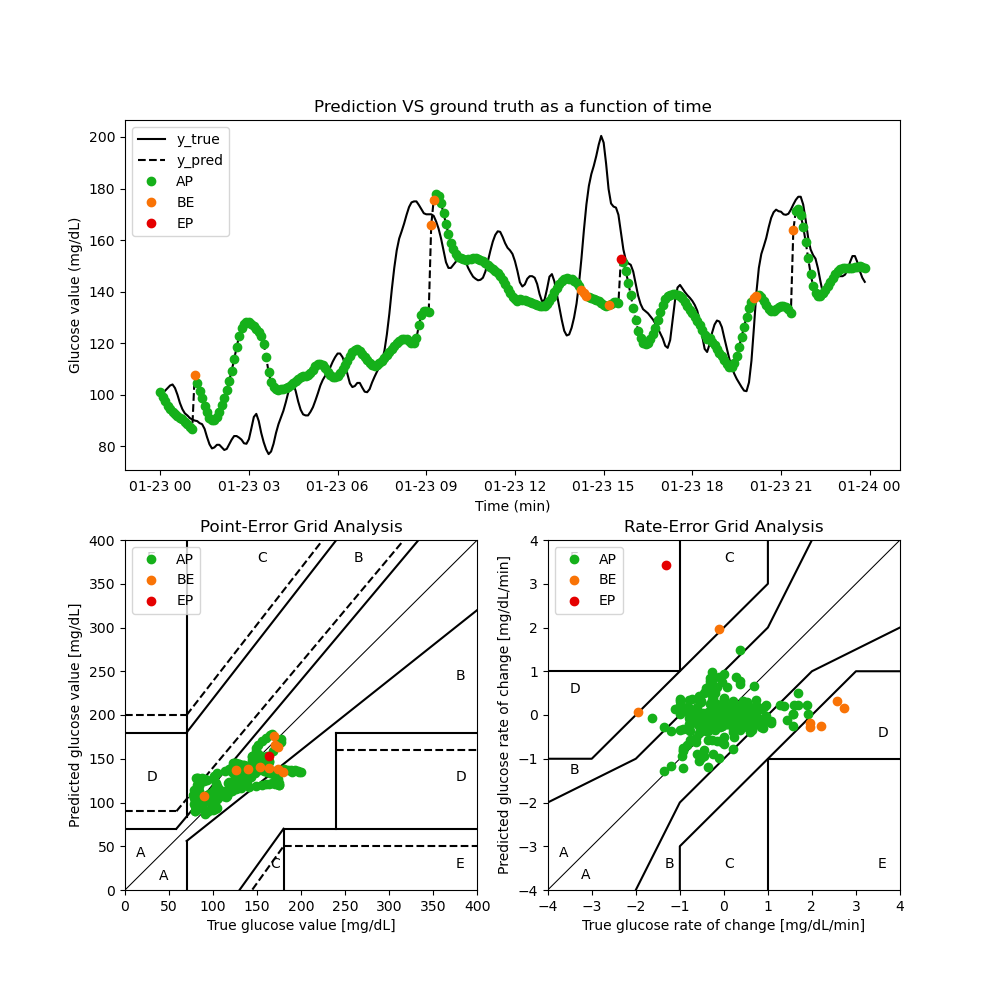 Prediction VS ground truth as a function of time
Glucose value (mg/dL)
200
180
160
140
120
100
80
y_true
y_pred
AP
BE
EP
01-23 00 01-23 03 01-23 06 01-23 09 01-23 12 01-23 15 01-23 18 01-23 21 01-24 00
Time (min)
Point-Error Grid Analysis
Predicted glucose value [mg/dL]
400
350
300
250
200
150
100
50
0
AP
BE
EP
C B
B
D D
A
A
C E
0 50 100 150 200 250 300 350 400
True glucose value [mg/dL]
Rate-Error Grid Analysis
Predicted glucose rate of change [mg/dL/min]
4
3
2
1
0
−1
−2
−3
−4
AP
BE
EP
C
D
D
B
A
A
B C E
−4 −3 −2 −1 0 1 2 3 4
True glucose rate of change [mg/dL/min]